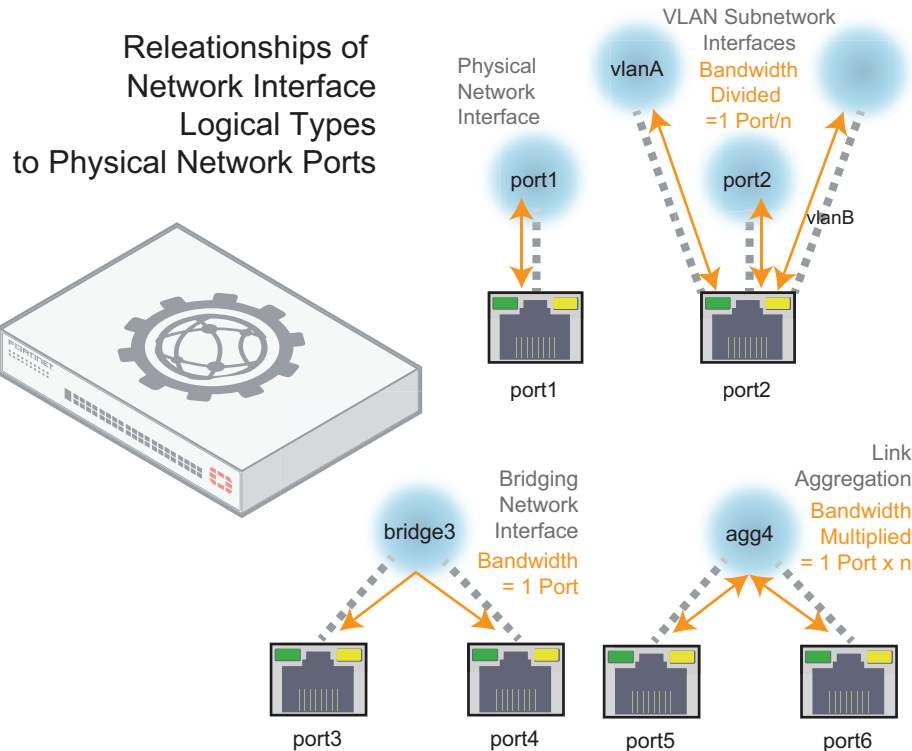 Releationships of
Network Interface
Logical Types
to Physical Network Ports
FORTINET
Physical
Network
Interface
port1
port1
VLAN Subnetwork
Interfaces
Bandwidth
Divided
=1 Port/n
vlanA
port2
vlanB
port2
Bridging
Network
Interface
Bandwidth
= 1 Port
bridge3
port3
port4
Link
Aggregation
Bandwidth
Multiplied
= 1 Port x n
agg4
port5
port6